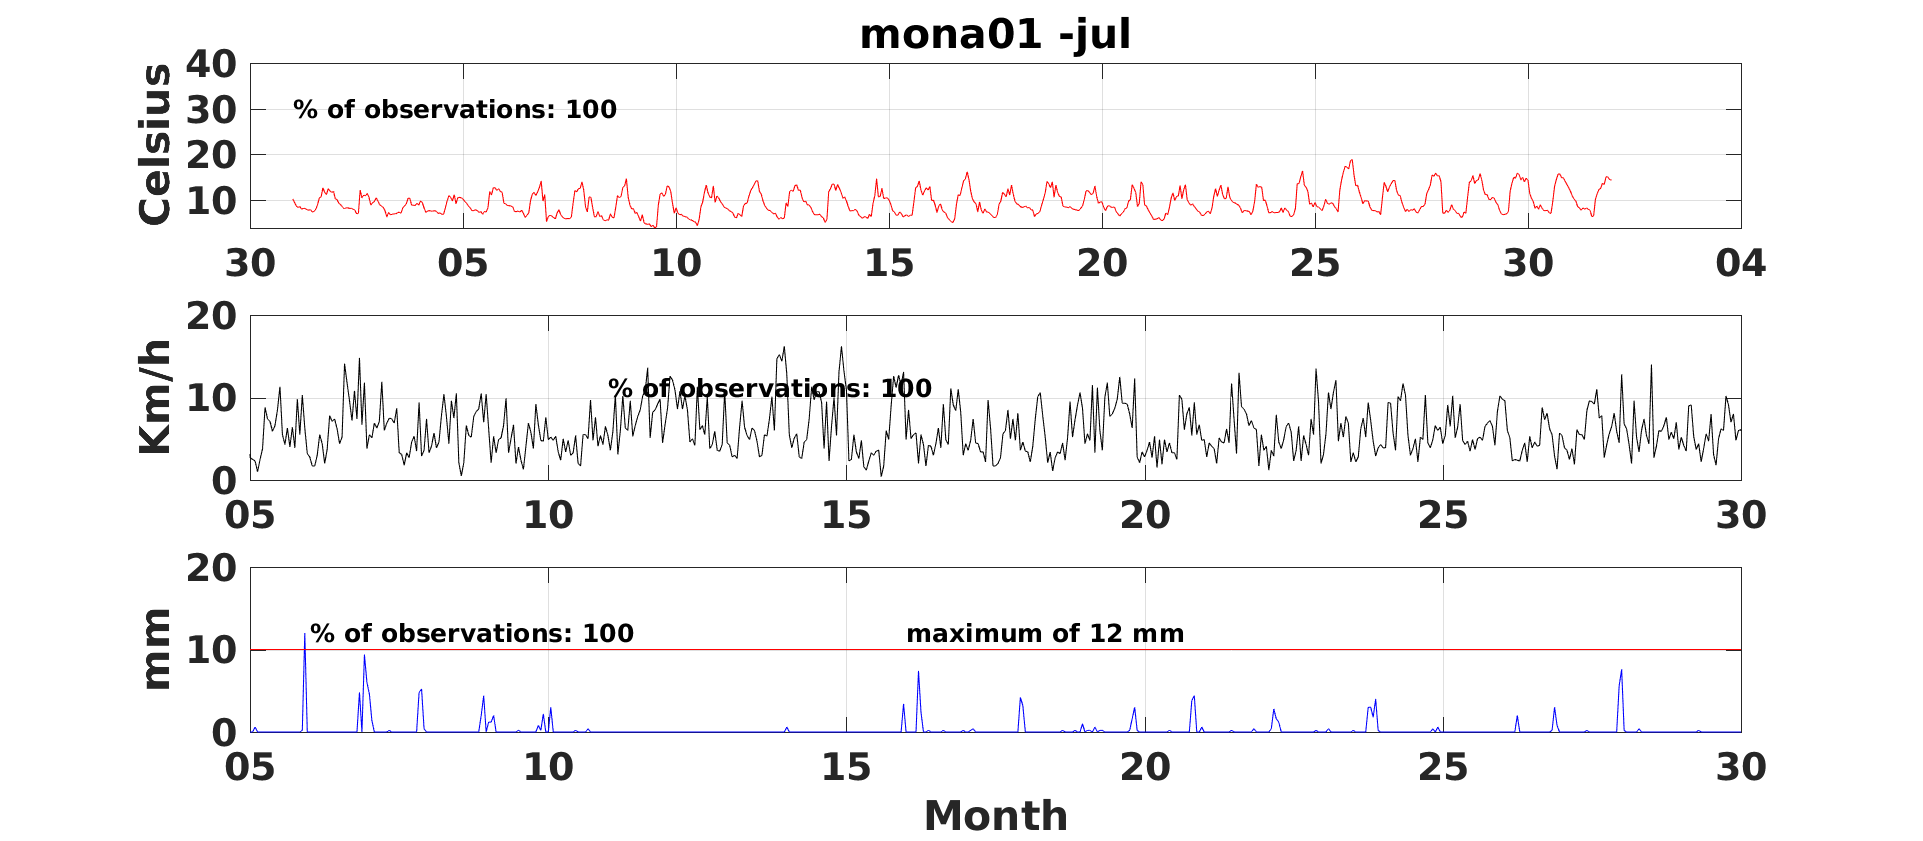 mona01 -jul
40
30
20
10
Celsius
% of observations: 100
30 05 10 15 20 25 30 04
20
10
0
Km/h
% of observations: 100
05 10 15 20 25 30
20
10
0
mm
% of observations: 100 maximum of 12 mm
05 10 15 20 25 30
Month